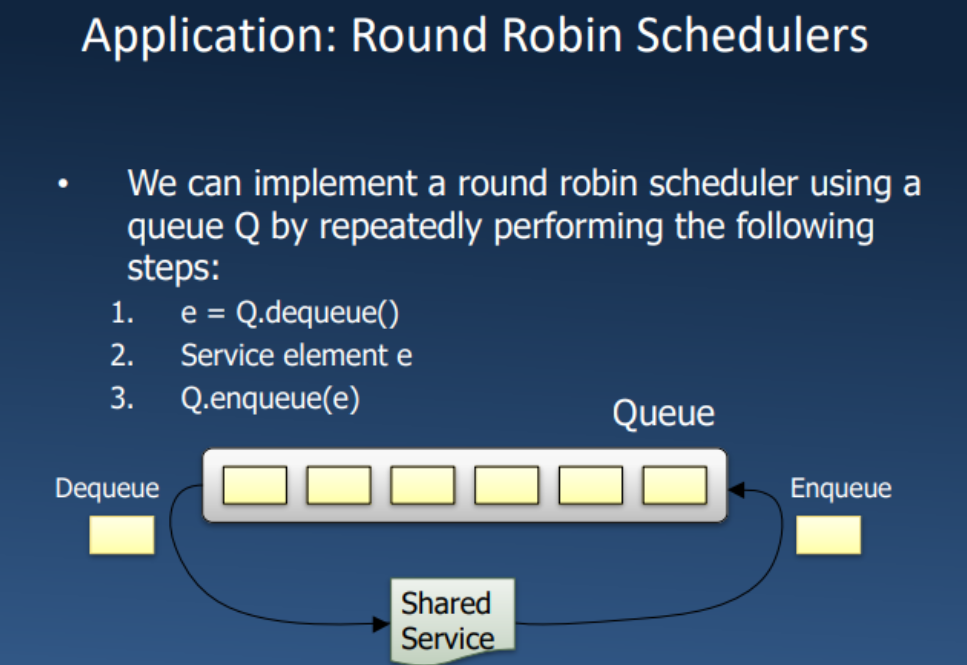 Application: Round Robin Schedulers
• We can implement a round robin scheduler using a
queue Q by repeatedly performing the following
steps:
1. e = Q.dequeue()
2. Service element e
3. Q.enqueue(e)
Queue
Dequeue
Enqueue
Shared
Service